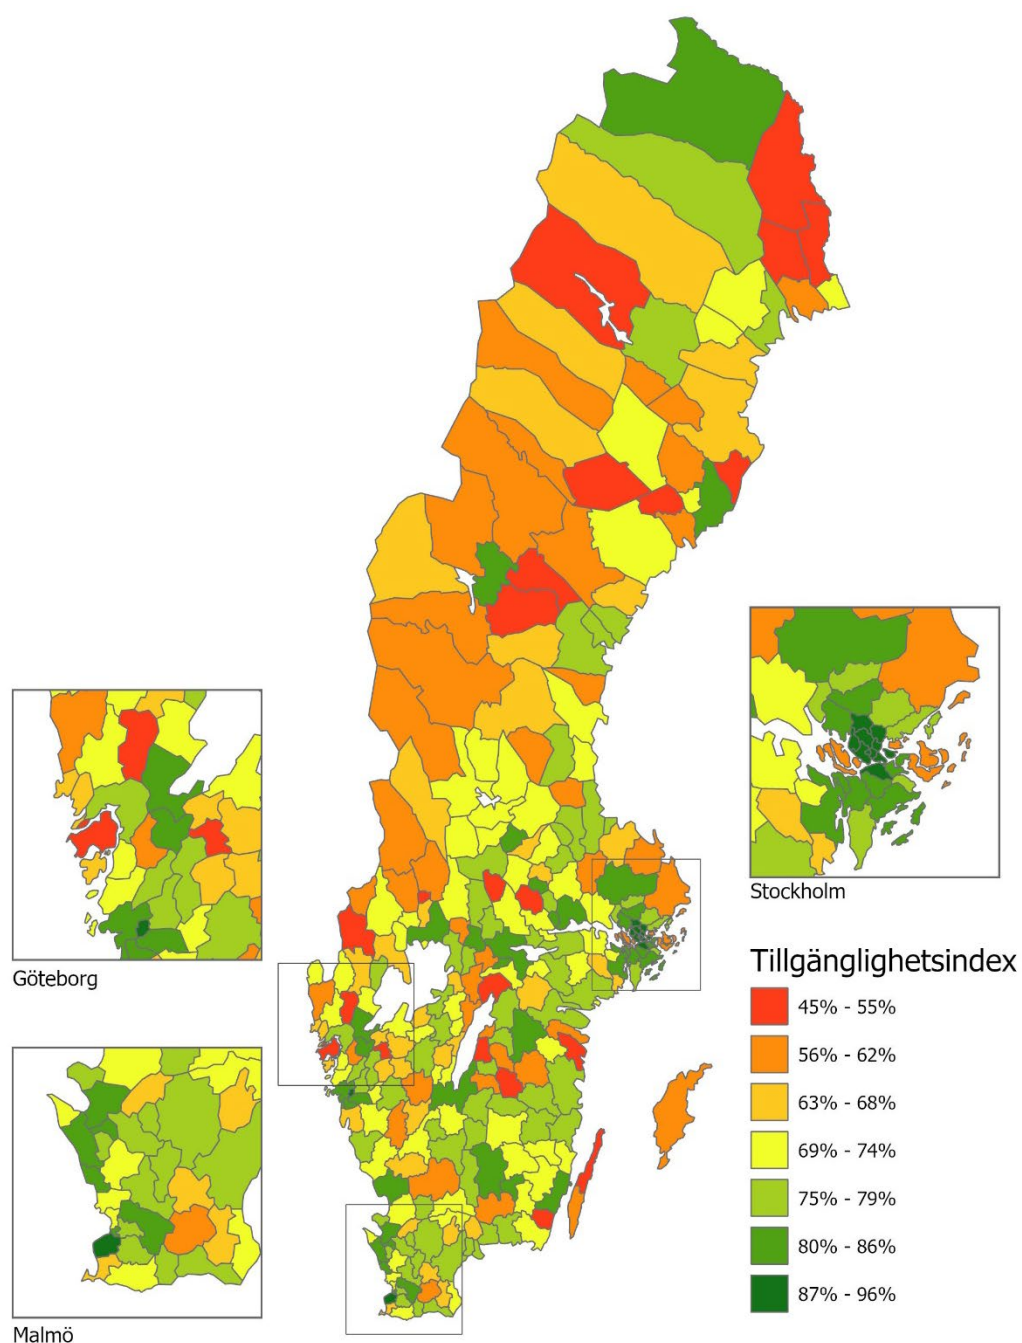 Stockholm
Göteborg
Malmö
Tillgänglighetsindex
45% - 55%
56% - 62%
63% - 68%
69% - 74%
75% - 79%
80% - 86%
87% - 96%